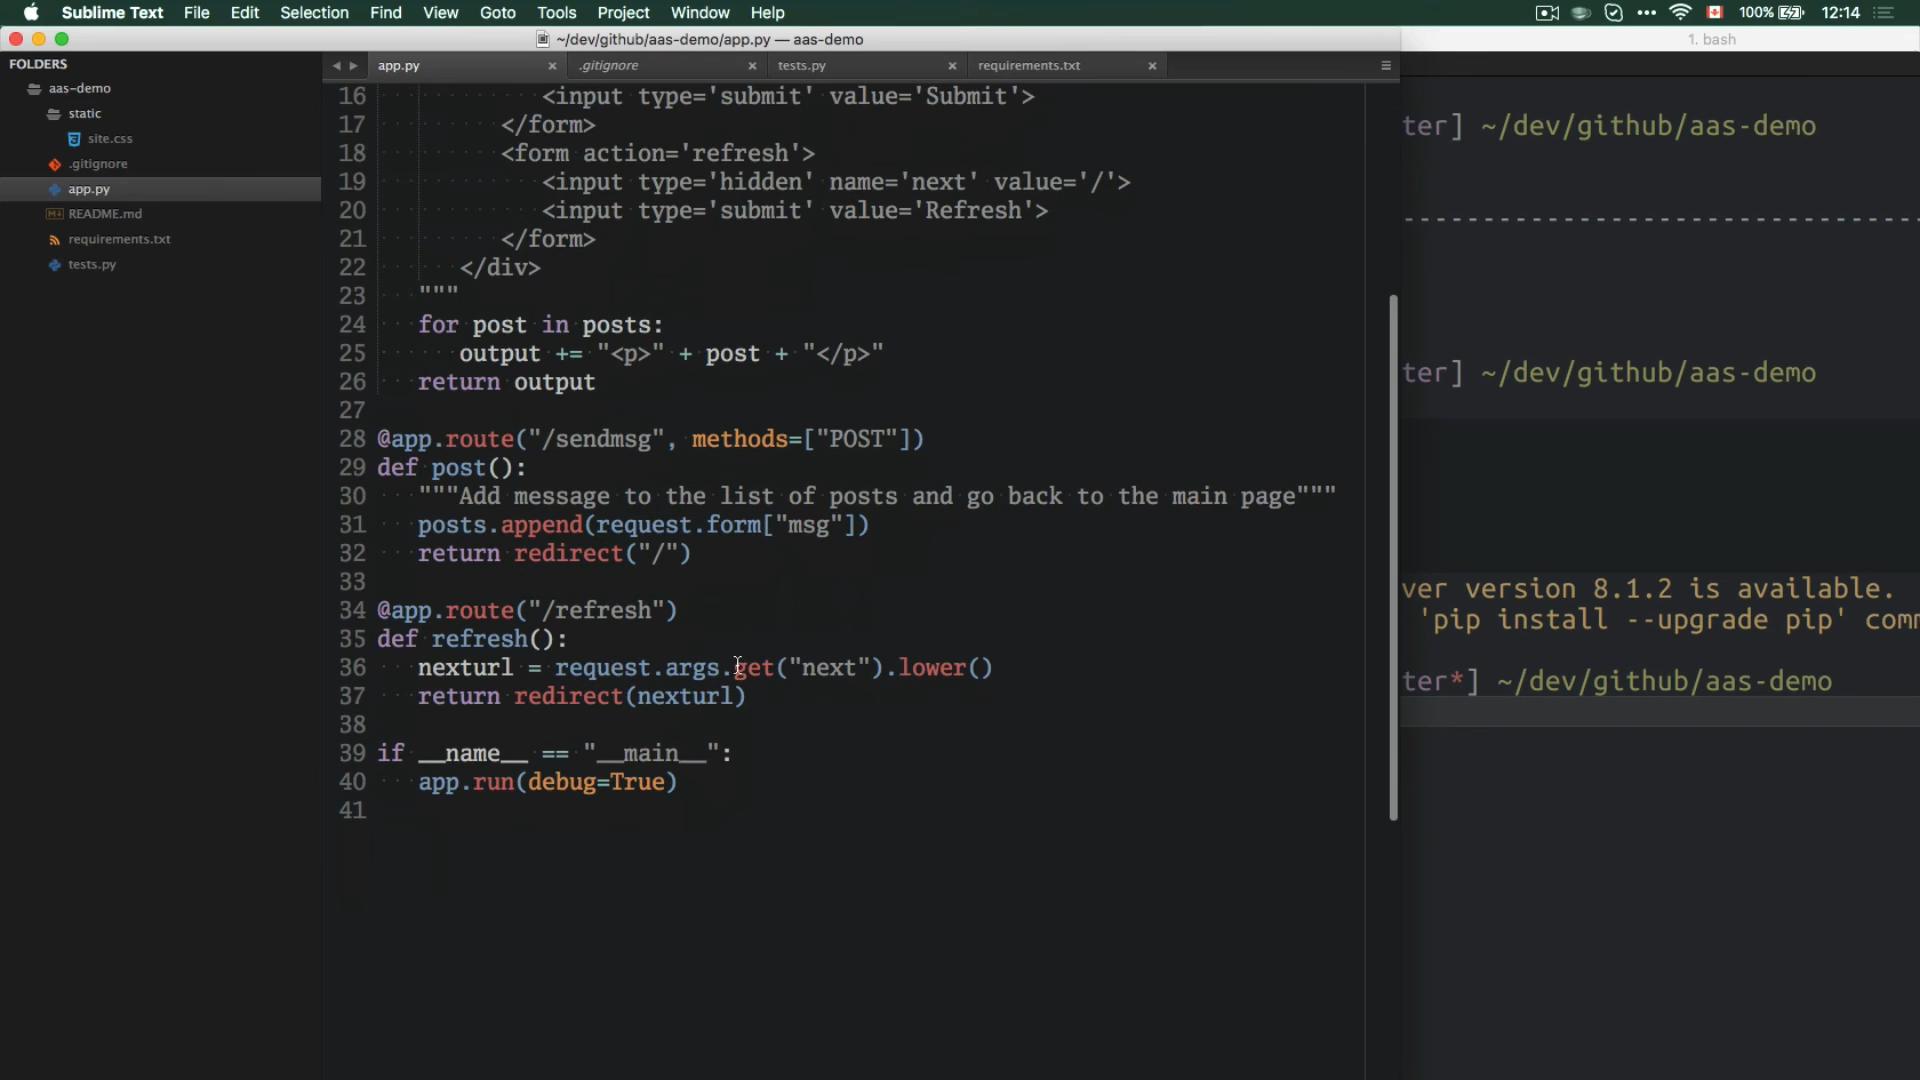 Sublime Text File Edit Selection Find View Goto Tools Project Window Help 100% 12:14
~/dev/github/aas-demo/app.py — aas-demo
1. bash
FOLDERS
aas-demo
static
site.css
.gitignore
app.py
README.md
requirements.txt
tests.py
app.py .gitignore tests.py requirements.txt
16 <input type='submit' value='Submit'>
17 </form>
18 <form action='refresh'>
19 <input type='hidden' name='next' value='/'>
20 <input type='submit' value='Refresh'>
21 </form>
22 </div>
23 """
24 for post in posts:
25 output += "<p>" + post + "</p>"
26 return output
27
28 @app.route("/sendmsg", methods=["POST"])
29 def post():
30 """Add message to the list of posts and go back to the main page"""
31 posts.append(request.form["msg"])
32 return redirect("/")
33
34 @app.route("/refresh")
35 def refresh():
36 nexturl = request.args.get("next").lower()
37 return redirect(nexturl)
38
39 if __name__ == "__main__":
40 app.run(debug=True)
41
ter] ~/dev/github/aas-demo
--------------------------------------
ter] ~/dev/github/aas-demo
ver version 8.1.2 is available.
'pip install --upgrade pip' comm
ter*] ~/dev/github/aas-demo